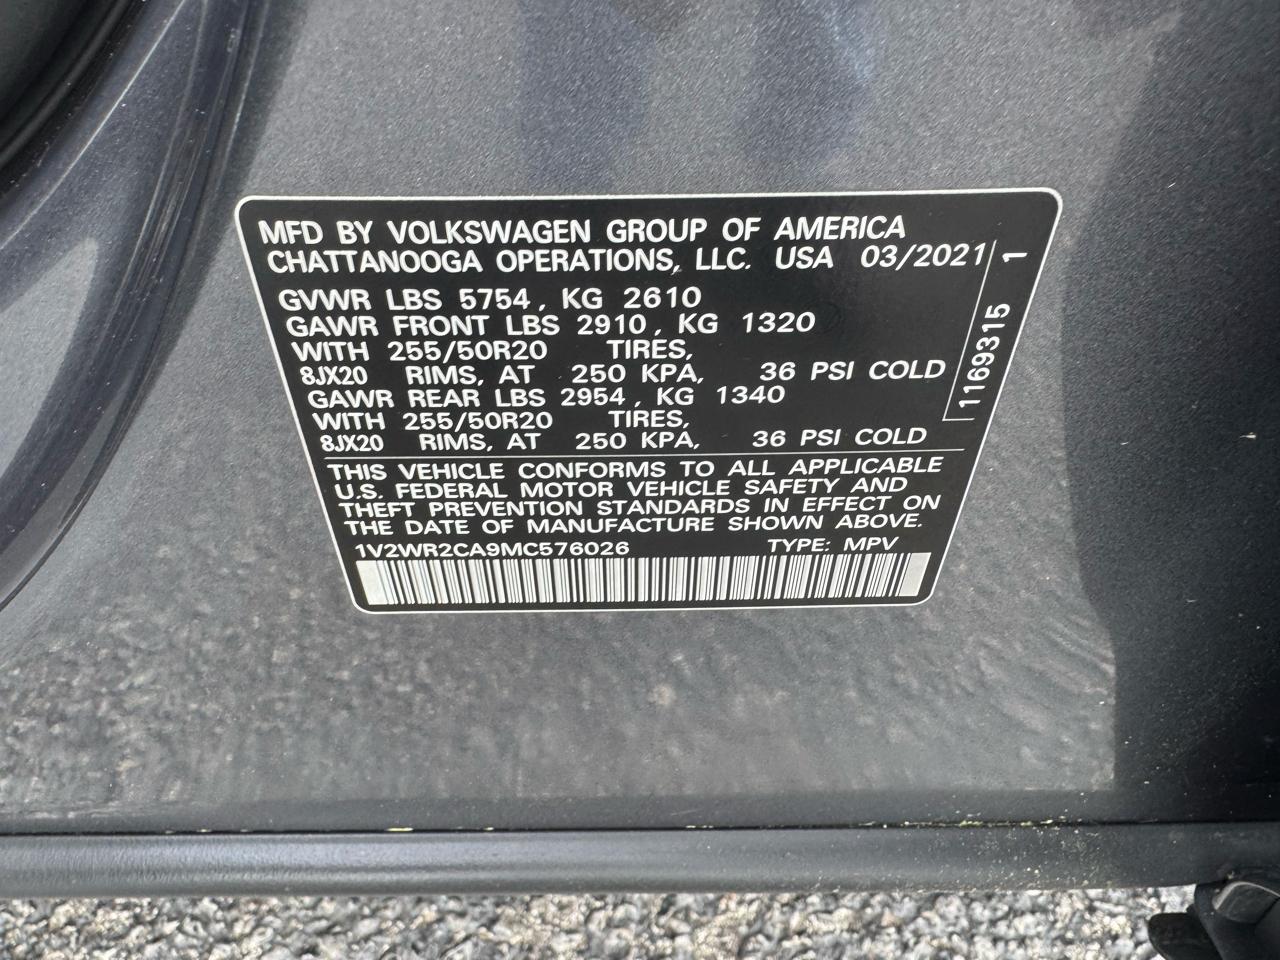 MFD BY VOLKSWAGEN GROUP OF AMERICA
CHATTANOOGA OPERATIONS, LLC. USA 03/2021
GVWR LBS 5754, KG 2610
GAWR FRONT LBS 2910, KG 1320
WITH 255/50R20 TIRES,
8JX20 RIMS, AT 250 KPA, 36 PSI COLD
GAWR REAR LBS 2954, KG 1340
WITH 255/50R20 TIRES,
8JX20 RIMS, AT 250 KPA, 36 PSI COLD
1169315 1
THIS VEHICLE CONFORMS TO ALL APPLICABLE
U.S. FEDERAL MOTOR VEHICLE SAFETY AND
THEFT PREVENTION STANDARDS IN EFFECT ON
THE DATE OF MANUFACTURE SHOWN ABOVE.
1V2WR2CA9MC576026 TYPE: MPV